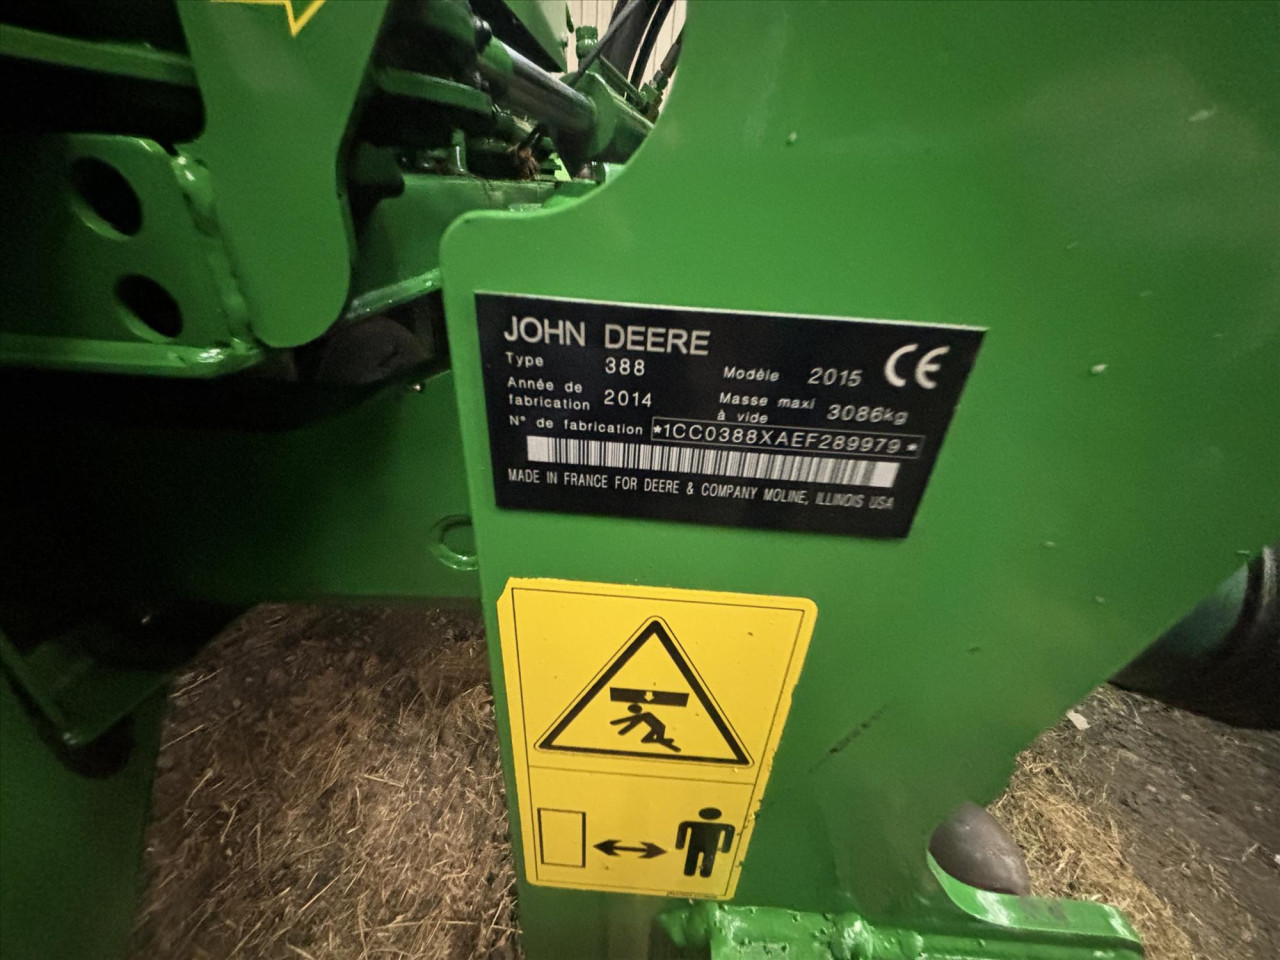 JOHN DEERE
Type 388
Modèle 2015 CE
Année de fabrication 2014
Masse maxi à vide 3086kg
N° de fabrication *1CC0388XAEF289979*
MADE IN FRANCE FOR DEERE & COMPANY MOLINE, ILLINOIS USA